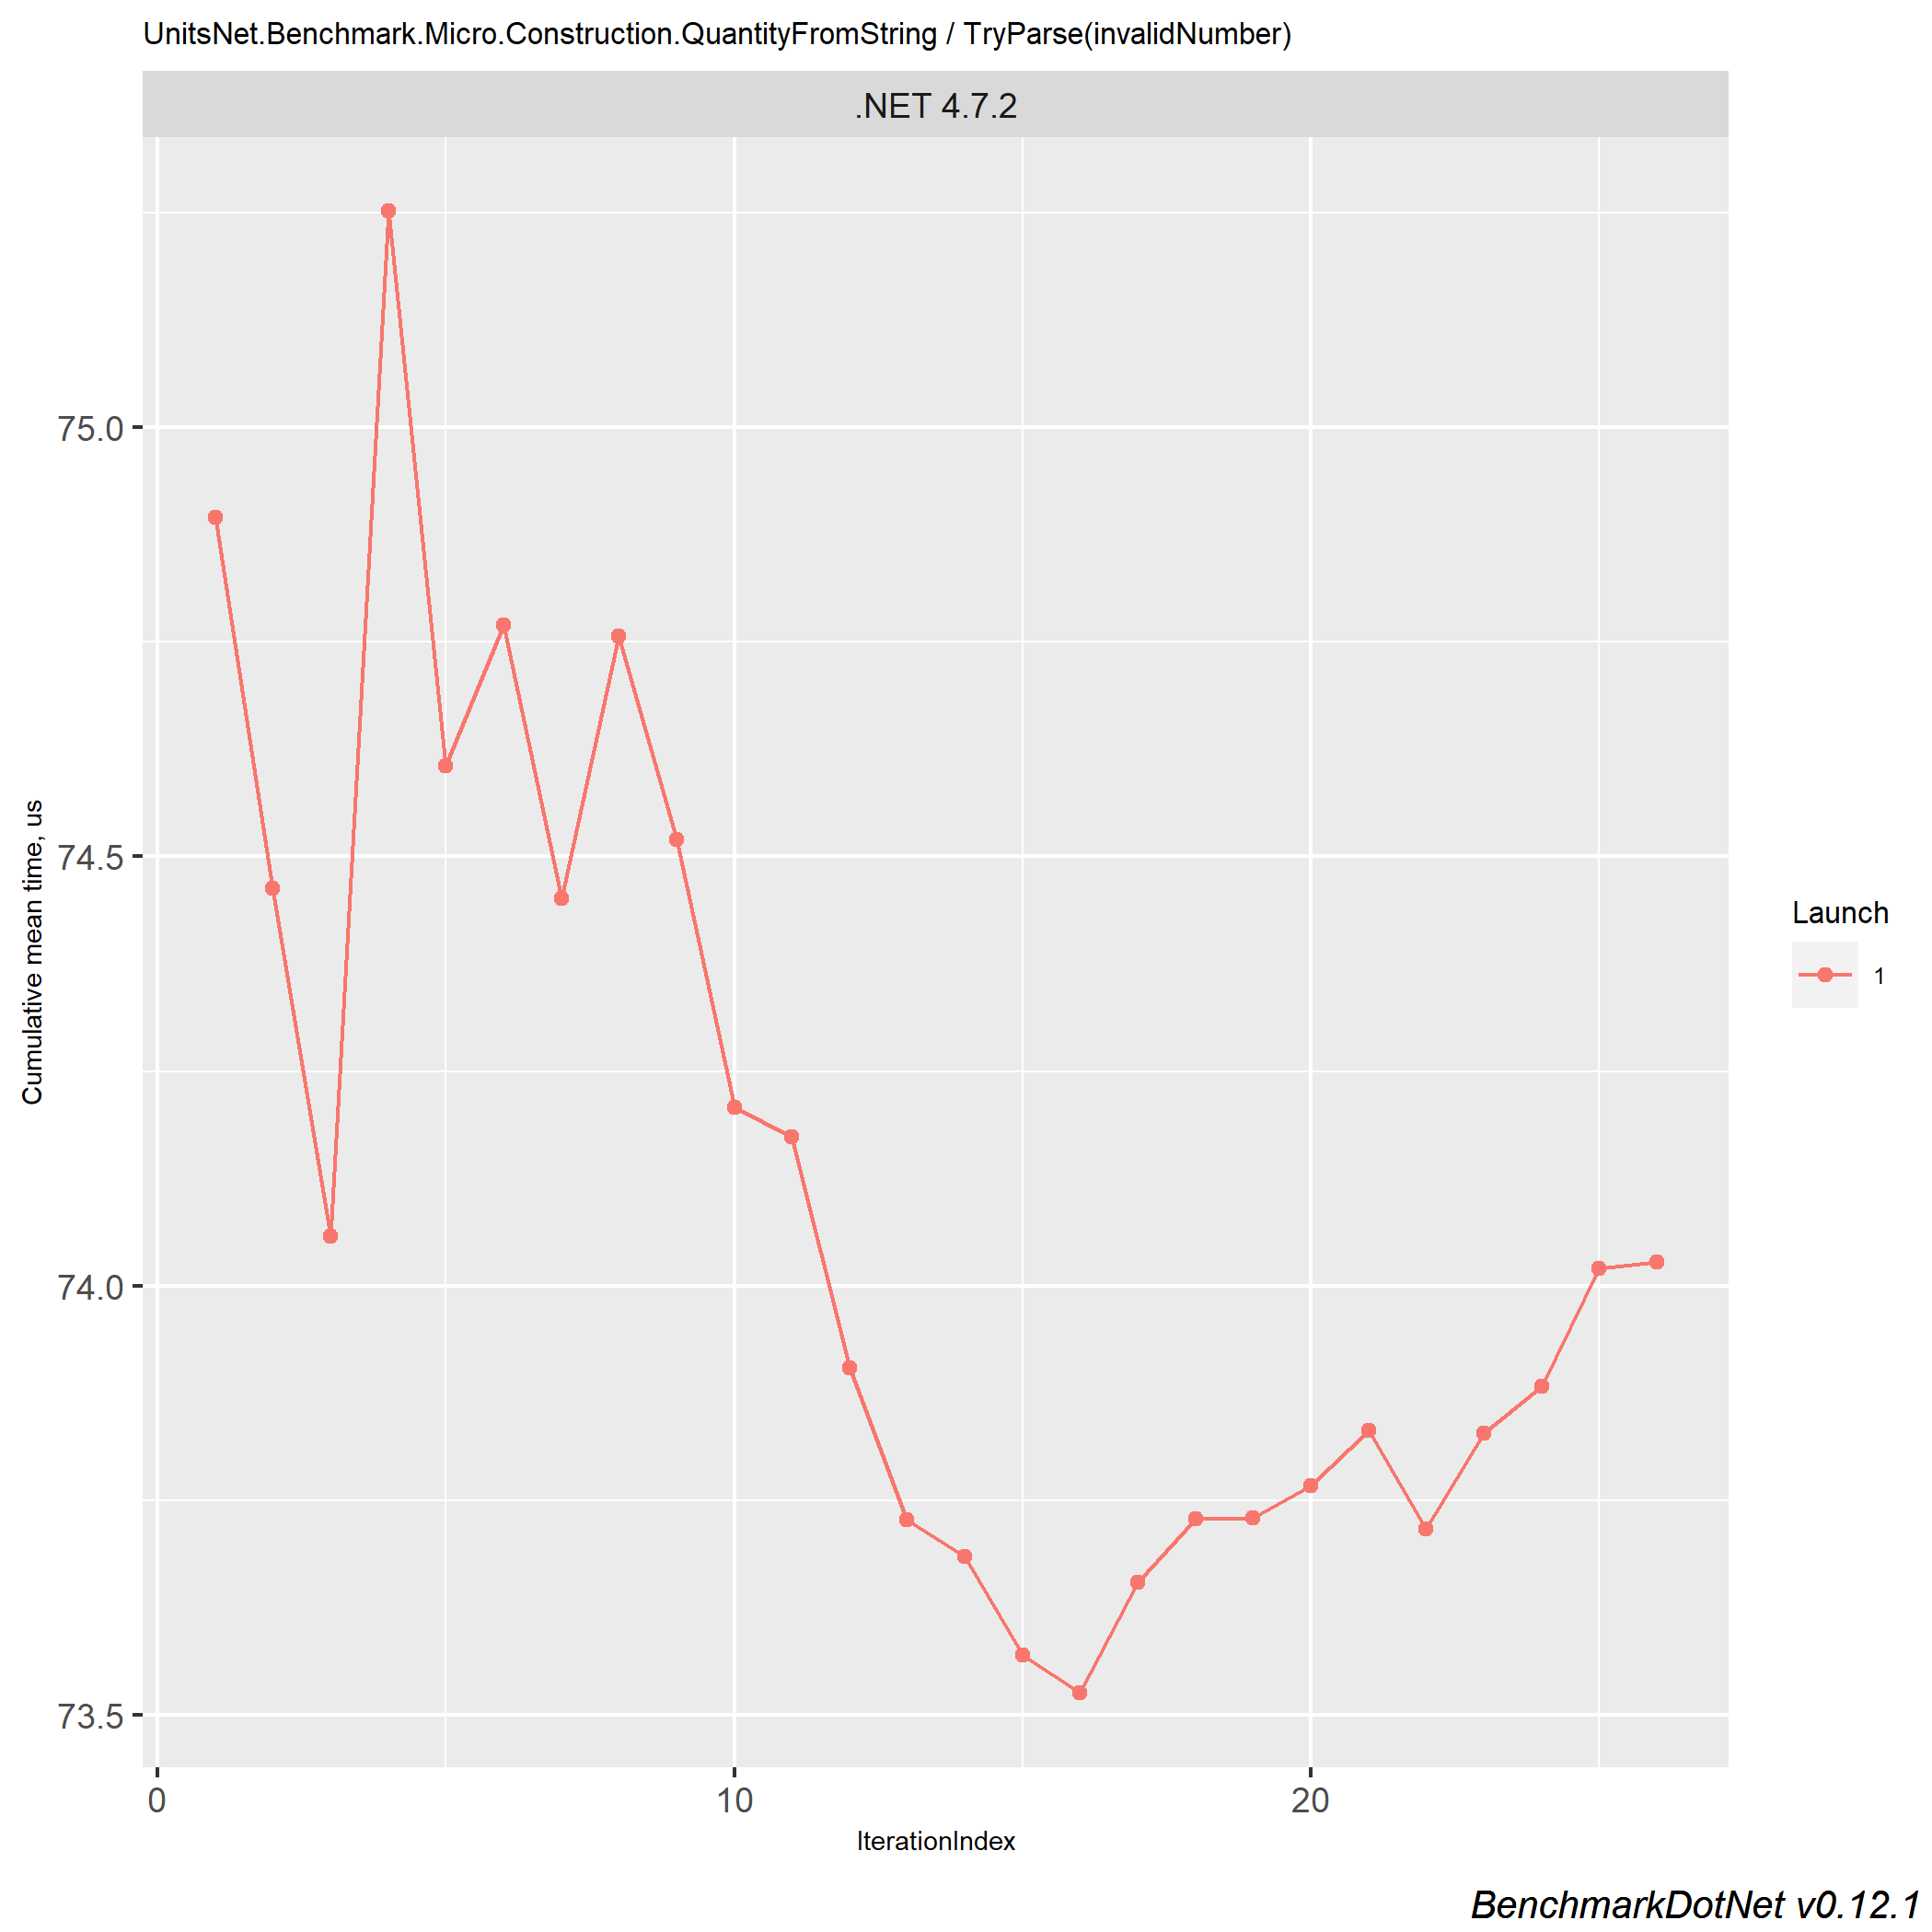 UnitsNet.Benchmark.Micro.Construction.QuantityFromString / TryParse(invalidNumber)
.NET 4.7.2
Cumulative mean time, us
75.0
74.5
74.0
73.5
0 10 20
IterationIndex
Launch
1
BenchmarkDotNet v0.12.1